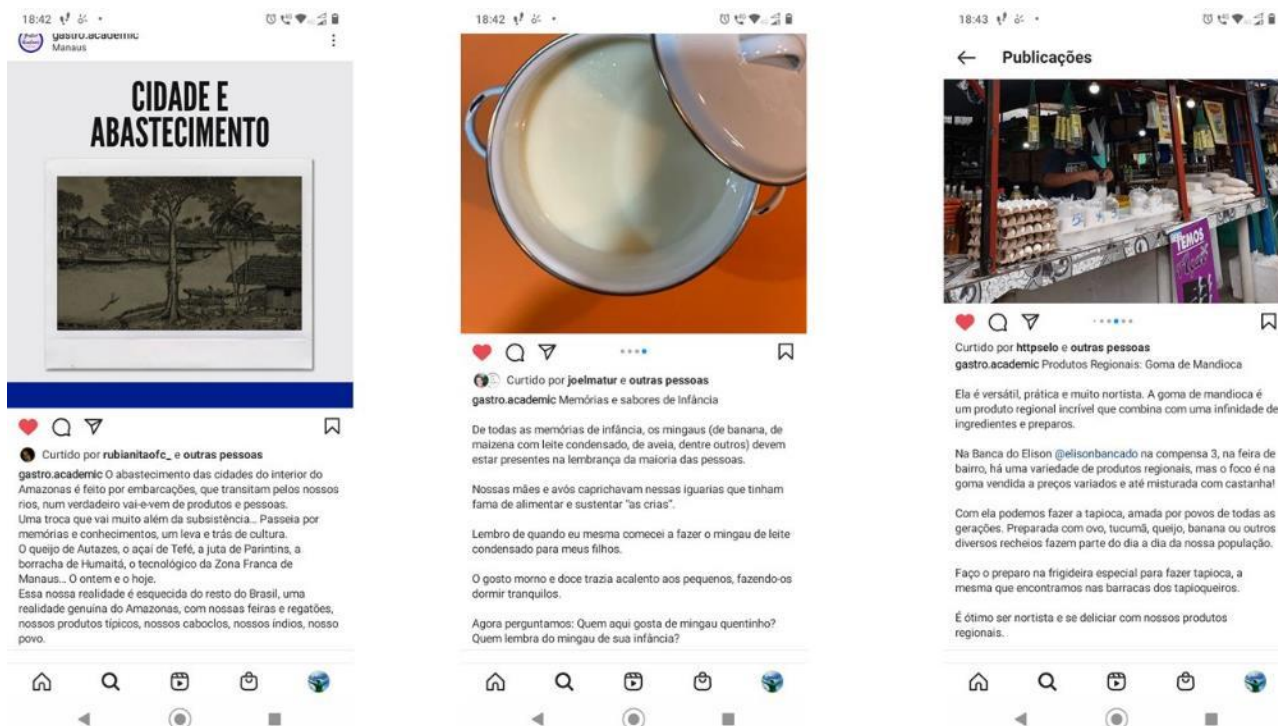 18:42
gastro.academic
Manaus
CIDADE E
ABASTECIMENTO
Curtido por rubianitaofc_ e outras pessoas
gastro.academic O abastecimento das cidades do interior do
Amazonas é feito por embarcações, que transitam pelos nossos
rios, num verdadeiro vai-e-vem de produtos e pessoas.
Uma troca que vai muito além da subsistência... Passeia por
memórias e conhecimentos, um leva e trás de cultura.
O queijo de Autazes, o açaí de Tefé, a juta de Parintins, a
borracha de Humaitá, o tecnológico da Zona Franca de
Manaus... O ontem e o hoje.
Essa nossa realidade é esquecida do resto do Brasil, uma
realidade genuína do Amazonas, com nossas feiras e regatões,
nossos produtos típicos, nossos caboclos, nossos índios, nosso
povo.
18:42
Curtido por joelmatur e outras pessoas
gastro.academic Memórias e sabores de Infância
De todas as memórias de infância, os mingaus (de banana, de
maizena com leite condensado, de aveia, dentre outros) devem
estar presentes na lembrança da maioria das pessoas.
Nossas mães e avós caprichavam nessas iguarias que tinham
fama de alimentar e sustentar "as crias".
Lembro de quando eu mesma comecei a fazer o mingau de leite
condensado para meus filhos.
O gosto morno e doce trazia acalento aos pequenos, fazendo-os
dormir tranquilos.
Agora perguntamos: Quem aqui gosta de mingau quentinho?
Quem lembra do mingau de sua infância?
18:43
Publicações
TEMOS
Curtido por httpselo e outras pessoas
gastro.academic Produtos Regionais: Goma de Mandioca
Ela é versátil, prática e muito nortista. A goma de mandioca é
um produto regional incrível que combina com uma infinidade de
ingredientes e preparos.
Na Banca do Elison @elisonbancado na compensa 3, na feira de
bairro, há uma variedade de produtos regionais, mas o foco é na
goma vendida a preços variados e até misturada com castanha!
Com ela podemos fazer a tapioca, amada por povos de todas as
gerações. Preparada com ovo, tucumã, queijo, banana ou outros
diversos recheios fazem parte do dia a dia da nossa população.
Faço o preparo na frigideira especial para fazer tapioca, a
mesma que encontramos nas barracas dos tapioqueiros.
É ótimo ser nortista e se deliciar com nossos produtos
regionais.